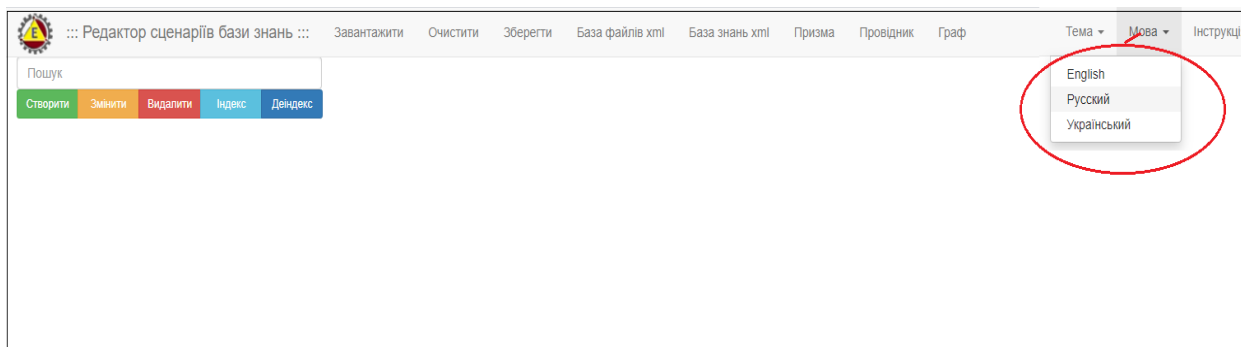 E ::: Редактор сценаріїв бази знань ::: Завантажити Очистити Зберегти База файлів xml База знань xml Призма Провідник Граф Тема Мова Інструкці
Пошук
Створити Змінити Видалити Індекс Деіндекс
English
Русский
Український